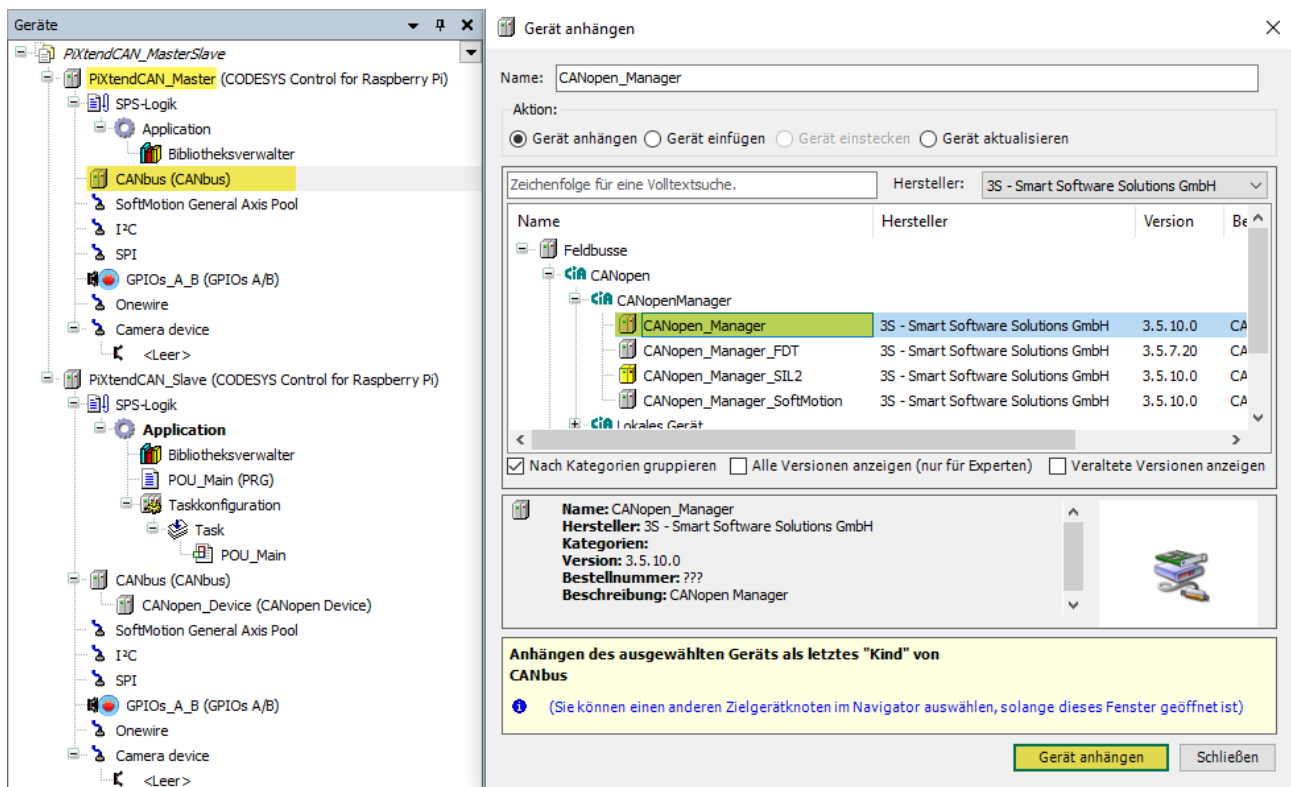 Geräte
PiXtendCAN_MasterSlave
PiXtendCAN_Master (CODESYS Control for Raspberry Pi)
SPS-Logik
Application
Bibliotheksverwalter
CANbus (CANbus)
SoftMotion General Axis Pool
I²C
SPI
GPIOs_A_B (GPIOs A/B)
Onewire
Camera device
<Leer>
PiXtendCAN_Slave (CODESYS Control for Raspberry Pi)
SPS-Logik
Application
Bibliotheksverwalter
POU_Main (PRG)
Taskkonfiguration
Task
POU_Main
CANbus (CANbus)
CANopen_Device (CANopen Device)
SoftMotion General Axis Pool
I²C
SPI
GPIOs_A_B (GPIOs A/B)
Onewire
Camera device
<Leer>
Gerät anhängen
Name: CANopen_Manager
Aktion:
Gerät anhängen Gerät einfügen Gerät einstecken Gerät aktualisieren
Zeichenfolge für eine Volltextsuche. Hersteller: 3S - Smart Software Solutions GmbH
Name Hersteller Version Be
Feldbusse
CiA CANopen
CiA CANopenManager
CANopen_Manager 3S - Smart Software Solutions GmbH 3.5.10.0 CA
CANopen_Manager_FDT 3S - Smart Software Solutions GmbH 3.5.7.20 CA
CANopen_Manager_SIL2 3S - Smart Software Solutions GmbH 3.5.10.0 CA
CANopen_Manager_SoftMotion 3S - Smart Software Solutions GmbH 3.5.10.0 CA
CiA Lokales Gerät
Nach Kategorien gruppieren Alle Versionen anzeigen (nur für Experten) Veraltete Versionen anzeigen
Name: CANopen_Manager
Hersteller: 3S - Smart Software Solutions GmbH
Kategorien:
Version: 3.5.10.0
Bestellnummer: ???
Beschreibung: CANopen Manager
Anhängen des ausgewählten Geräts als letztes "Kind" von
CANbus
(Sie können einen anderen Zielgerätknoten im Navigator auswählen, solange dieses Fenster geöffnet ist)
Gerät anhängen Schließen